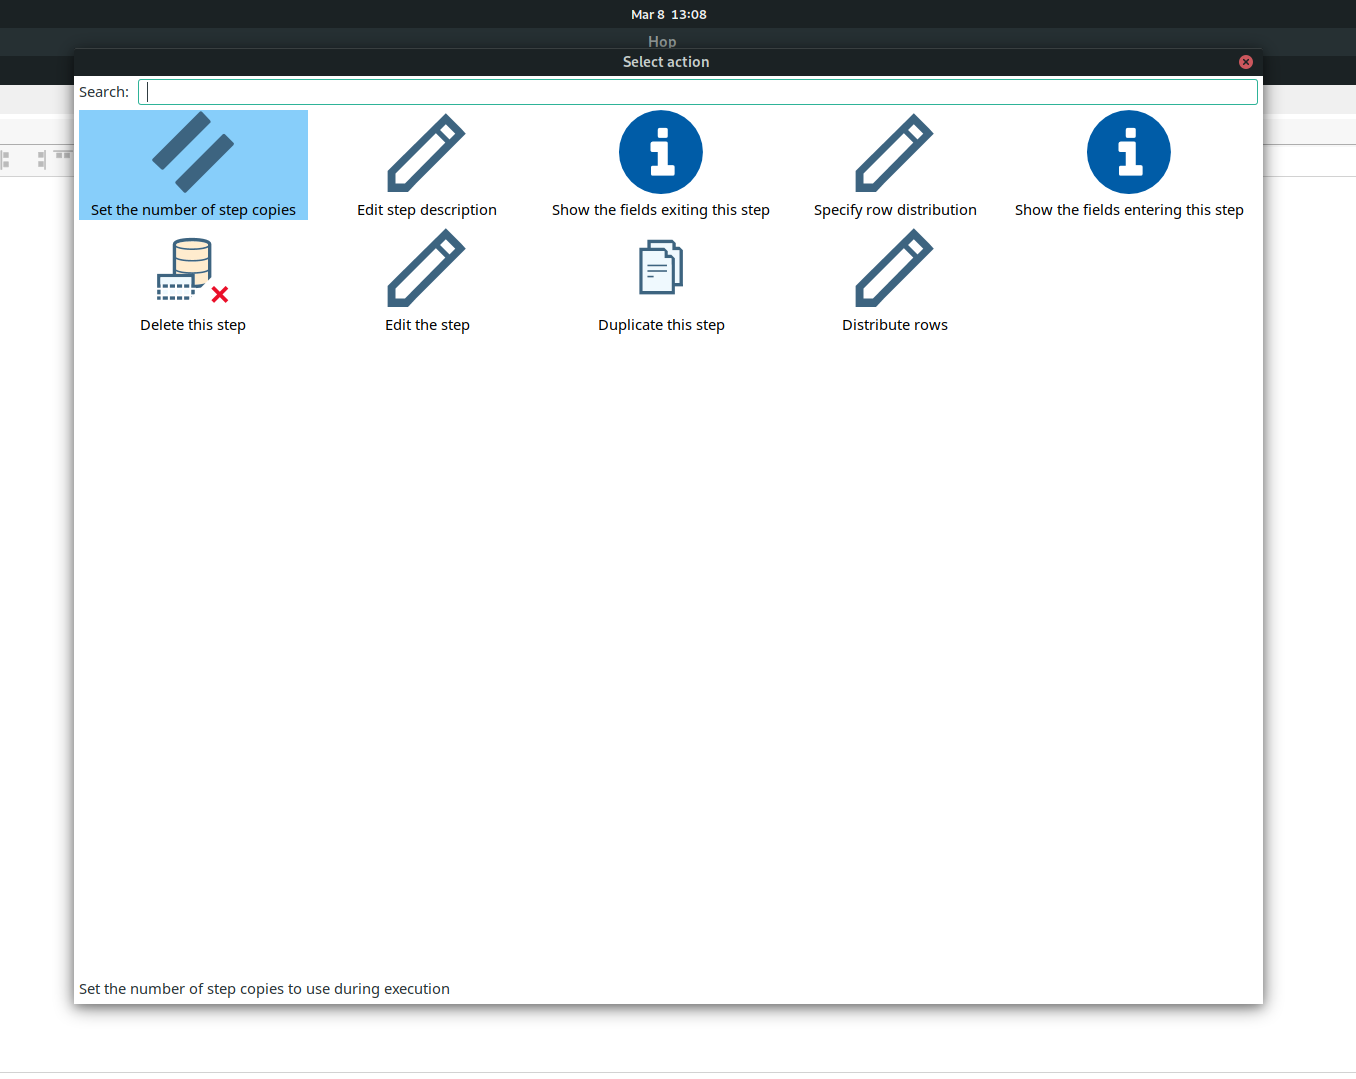 Mar 8 13:08
Hop
Select action
Search:
Set the number of step copies
Edit step description
Show the fields exiting this step
Specify row distribution
Show the fields entering this step
Delete this step
Edit the step
Duplicate this step
Distribute rows
Set the number of step copies to use during execution